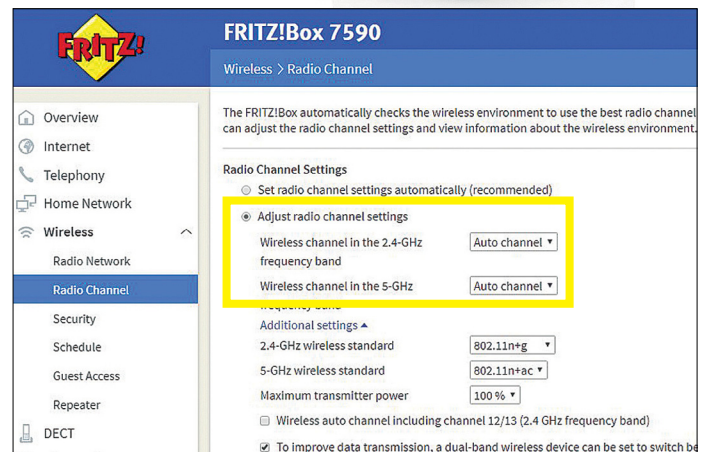 FRITZ!
FRITZ!Box 7590
Wireless > Radio Channel
Overview
Internet
Telephony
Home Network
Wireless
Radio Network
Radio Channel
Security
Schedule
Guest Access
Repeater
DECT
The FRITZ!Box automatically checks the wireless environment to use the best radio channel
can adjust the radio channel settings and view information about the wireless environment.
Radio Channel Settings
Set radio channel settings automatically (recommended)
Adjust radio channel settings
Wireless channel in the 2.4-GHz Auto channel
frequency band
Wireless channel in the 5-GHz Auto channel
frequency band
Additional settings
2.4-GHz wireless standard 802.11n+g
5-GHz wireless standard 802.11n+ac
Maximum transmitter power 100 %
Wireless auto channel including channel 12/13 (2.4 GHz frequency band)
To improve data transmission, a dual-band wireless device can be set to switch be